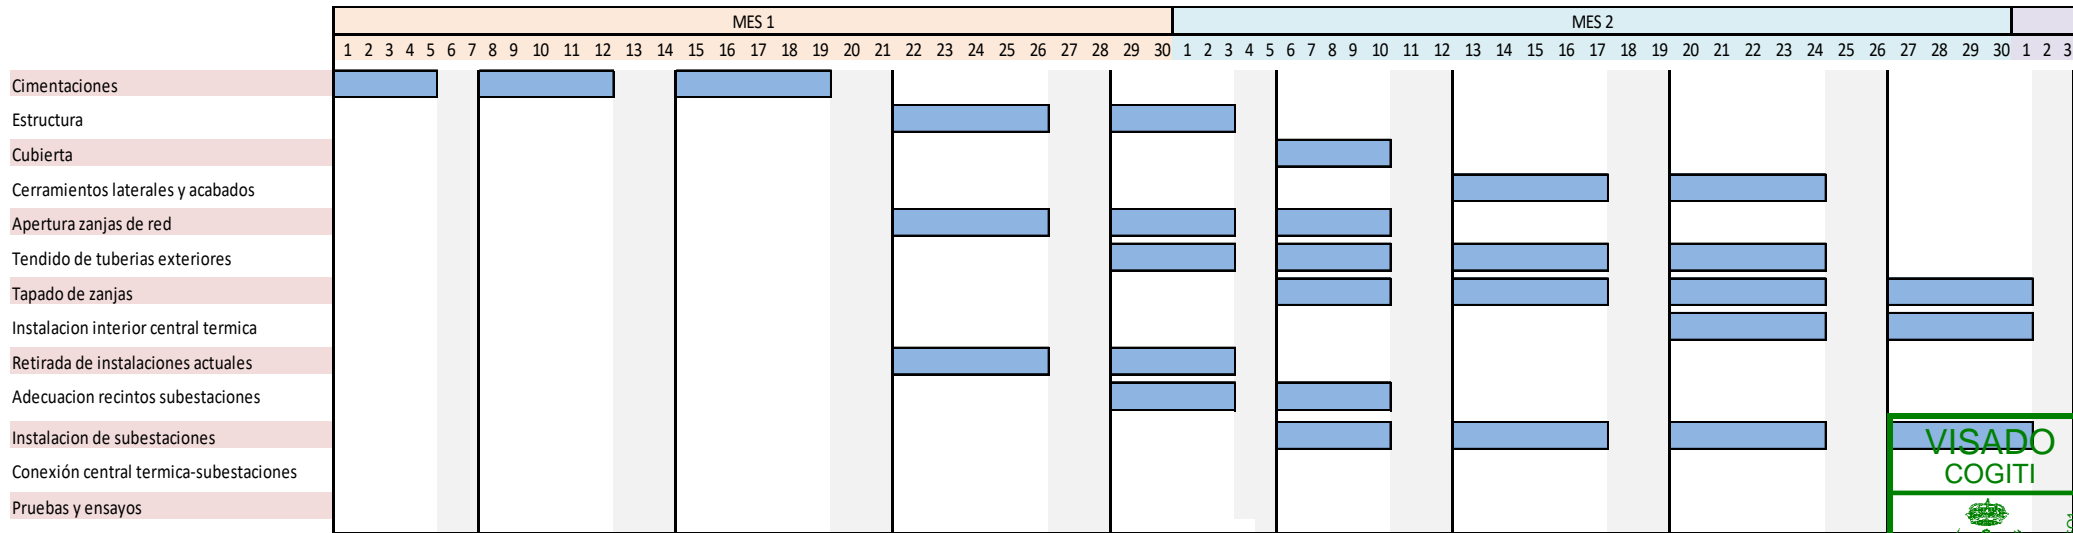 MES 1 MES 2
1 2 3 4 5 6 7 8 9 10 11 12 13 14 15 16 17 18 19 20 21 22 23 24 25 26 27 28 29 30 1 2 3 4 5 6 7 8 9 10 11 12 13 14 15 16 17 18 19 20 21 22 23 24 25 26 27 28 29 30 1 2 3
Cimentaciones
Estructura
Cubierta
Cerramientos laterales y acabados
Apertura zanjas de red
Tendido de tuberias exteriores
Tapado de zanjas
Instalacion interior central termica
Retirada de instalaciones actuales
Adecuacion recintos subestaciones
Instalacion de subestaciones
VISADO
Conexión central termica-subestaciones
COGITI
Pruebas y ensayos